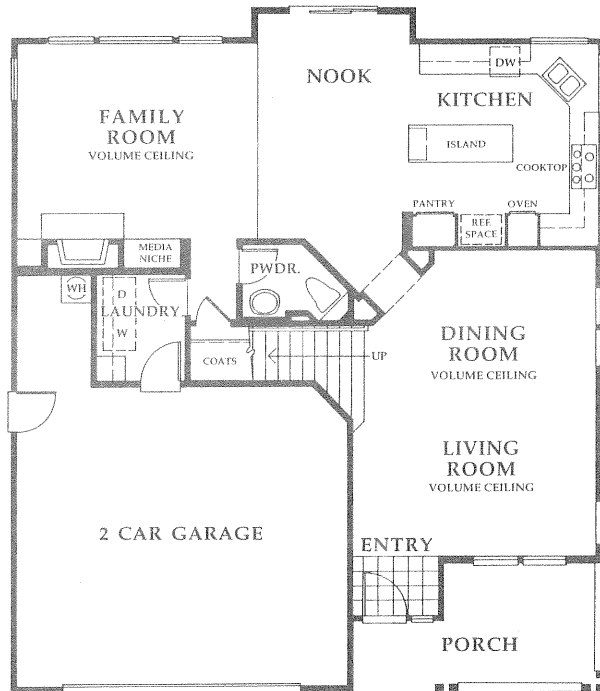 NOOK
DW
KITCHEN
FAMILY
ROOM
VOLUME CEILING
ISLAND
COOKTOP
PANTRY
OVEN
REF
SPACE
MEDIA
NICHE
PWDR.
WH
D
LAUNDRY
W
COATS
UP
DINING
ROOM
VOLUME CEILING
LIVING
ROOM
VOLUME CEILING
2 CAR GARAGE
ENTRY
PORCH